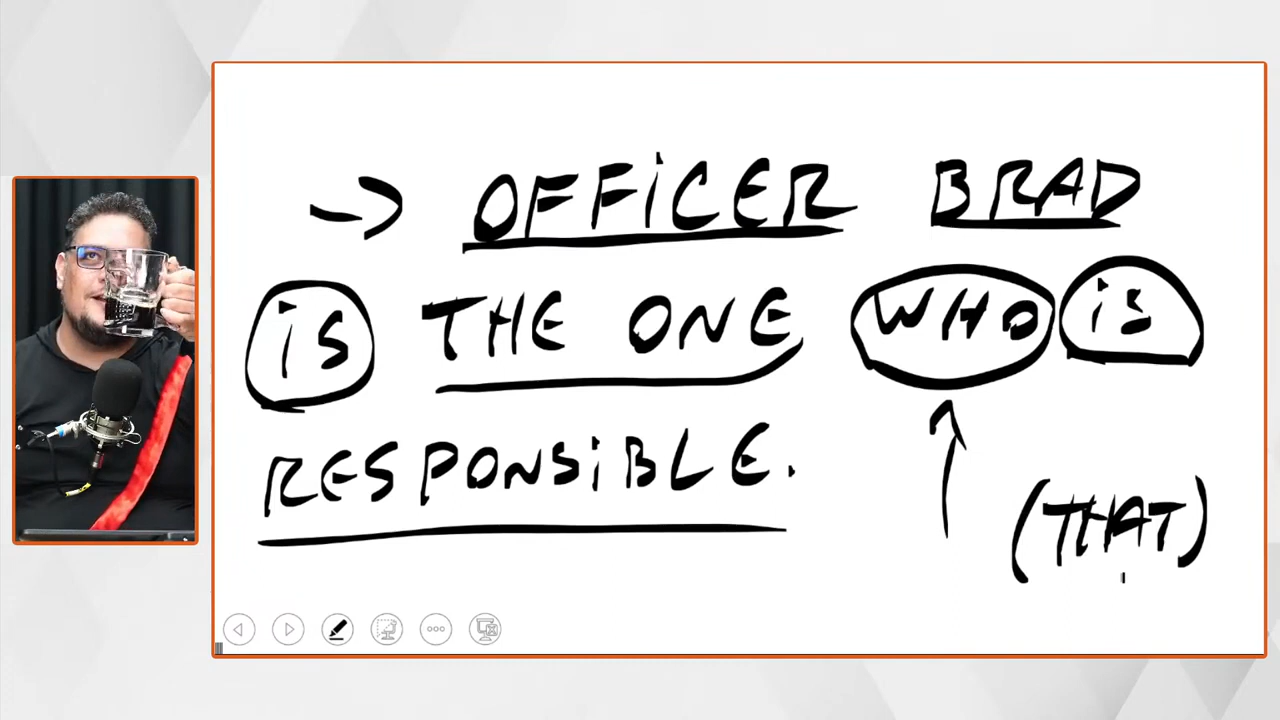 → OFFICER BRAD
iS THE ONE WHO iS
RESPONSiBLE.
(THAT)